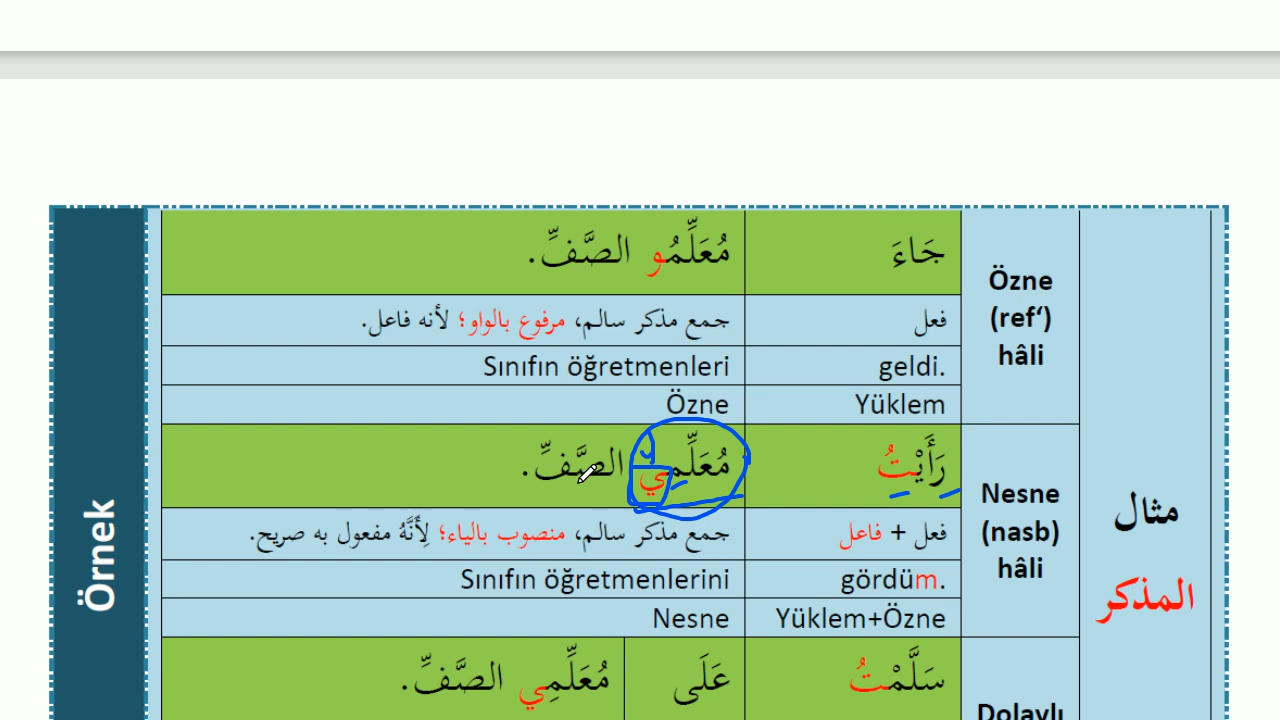 مثال
المذكر
Özne
(ref‘)
hâli
جَاءَ مُعَلِّمُو الصَّفِّ.
فعل جمع مذكر سالم، مرفوع بالواو؛ لأنه فاعل.
geldi. Sınıfın öğretmenleri
Yüklem Özne
Nesne
(nasb)
hâli
رَأَيْتُ مُعَلِّمِي الصَّفِّ.
فعل + فاعل جمع مذكر سالم، منصوب بالياء؛ لِأَنَّهُ مفعول به صريح.
gördüm. Sınıfın öğretmenlerini
Yüklem+Özne Nesne
Dolaylı
سَلَّمْتُ عَلَى مُعَلِّمِي الصَّفِّ.
Örnek